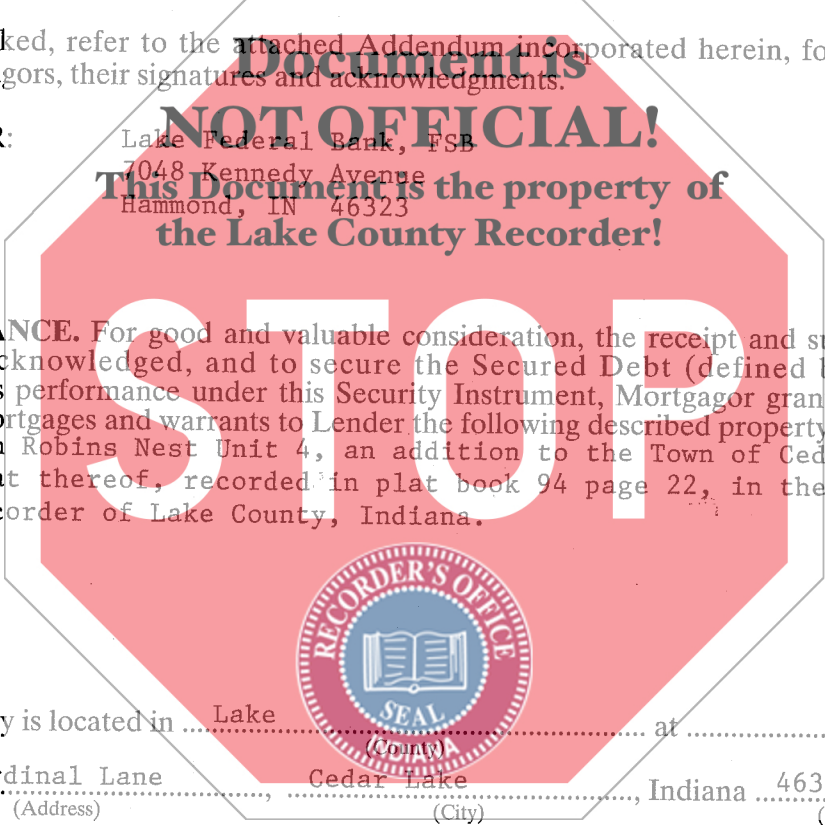 ked, refer to the attached Addendum incorporated herein, fo
Document is
gors, their signatures and acknowledgments.
NOT OFFICIAL!
R:
Lake Federal Bank, FSB
7048 Kennedy Avenue
This Document is the property of
Hammond, IN 46323
the Lake County Recorder!
STOP
ANCE. For good and valuable consideration, the receipt and su
cknowledged, and to secure the Secured Debt (defined b
s performance under this Security Instrument, Mortgagor gran
ortgages and warrants to Lender the following described property
n Robins Nest Unit 4, an addition to the Town of Ced
at thereof, recorded in plat book 94 page 22, in the
corder of Lake County, Indiana.
RECORDER'S OFFICE
SEAL
INDIANA
y is located in Lake at
(County)
dinal Lane, Cedar Lake, Indiana 463
(Address) (City) (